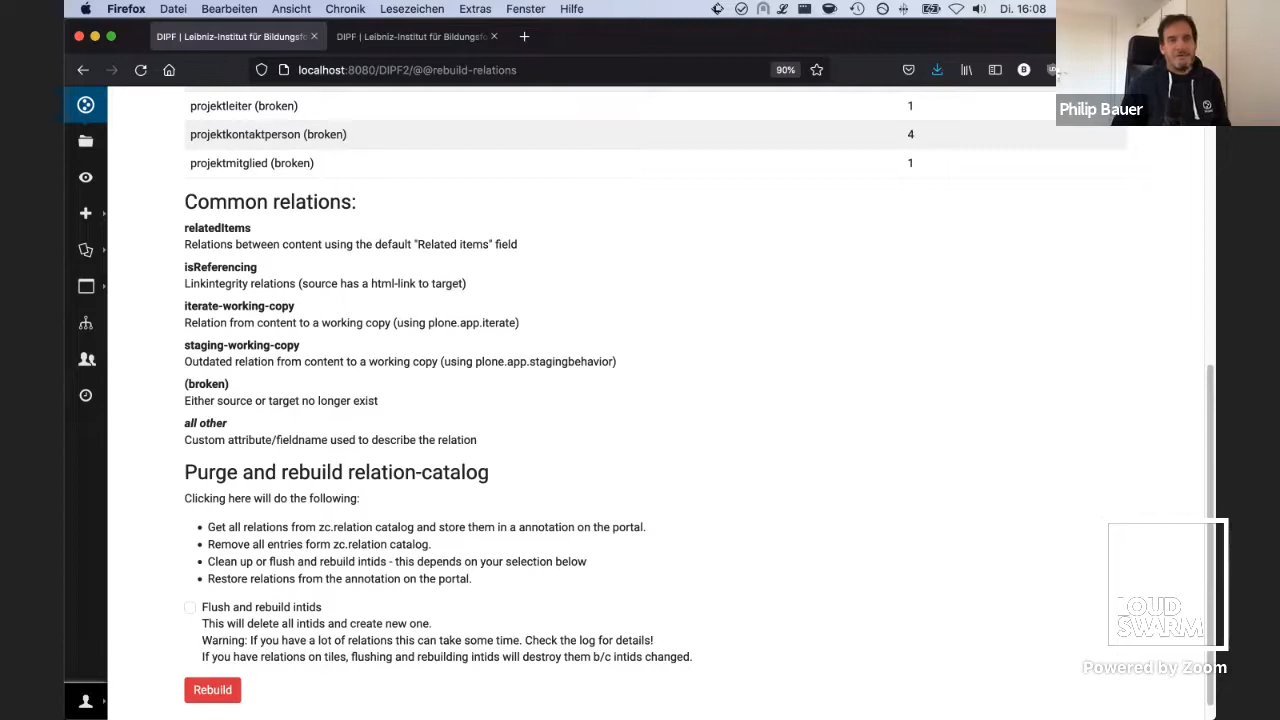 Firefox Datei Bearbeiten Ansicht Chronik Lesezeichen Extras Fenster Hilfe Di. 16:08
DIPF | Leibniz-Institut für Bildungsfo
DIPF | Leibniz-Institut für Bildungsfo
localhost:8080/DIPF2/@@rebuild-relations
90%
Philip Bauer
projektleiter (broken) 1
projektkontaktperson (broken) 4
projektmitglied (broken) 1
Common relations:
relatedItems
Relations between content using the default "Related items" field
isReferencing
Linkintegrity relations (source has a html-link to target)
iterate-working-copy
Relation from content to a working copy (using plone.app.iterate)
staging-working-copy
Outdated relation from content to a working copy (using plone.app.stagingbehavior)
(broken)
Either source or target no longer exist
all other
Custom attribute/fieldname used to describe the relation
Purge and rebuild relation-catalog
Clicking here will do the following:
• Get all relations from zc.relation catalog and store them in a annotation on the portal.
• Remove all entries form zc.relation catalog.
• Clean up or flush and rebuild intids - this depends on your selection below
• Restore relations from the annotation on the portal.
Flush and rebuild intids
This will delete all intids and create new one.
Warning: If you have a lot of relations this can take some time. Check the log for details!
If you have relations on tiles, flushing and rebuilding intids will destroy them b/c intids changed.
Rebuild
LOUD
SWARM
Powered by Zoom